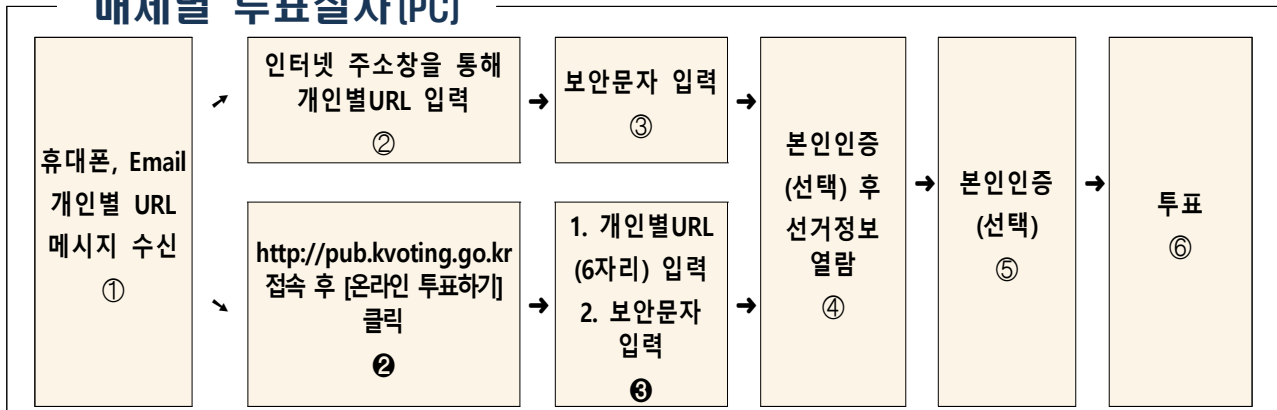 매체별 투표절차(PC)
휴대폰, Email
개인별 URL
메시지 수신
①
인터넷 주소창을 통해
개인별URL 입력
②
보안문자 입력
③
http://pub.kvoting.go.kr
접속 후 [온라인 투표하기]
클릭
❷
1. 개인별URL
(6자리) 입력
2. 보안문자
입력
❸
본인인증
(선택) 후
선거정보
열람
④
본인인증
(선택)
⑤
투표
⑥